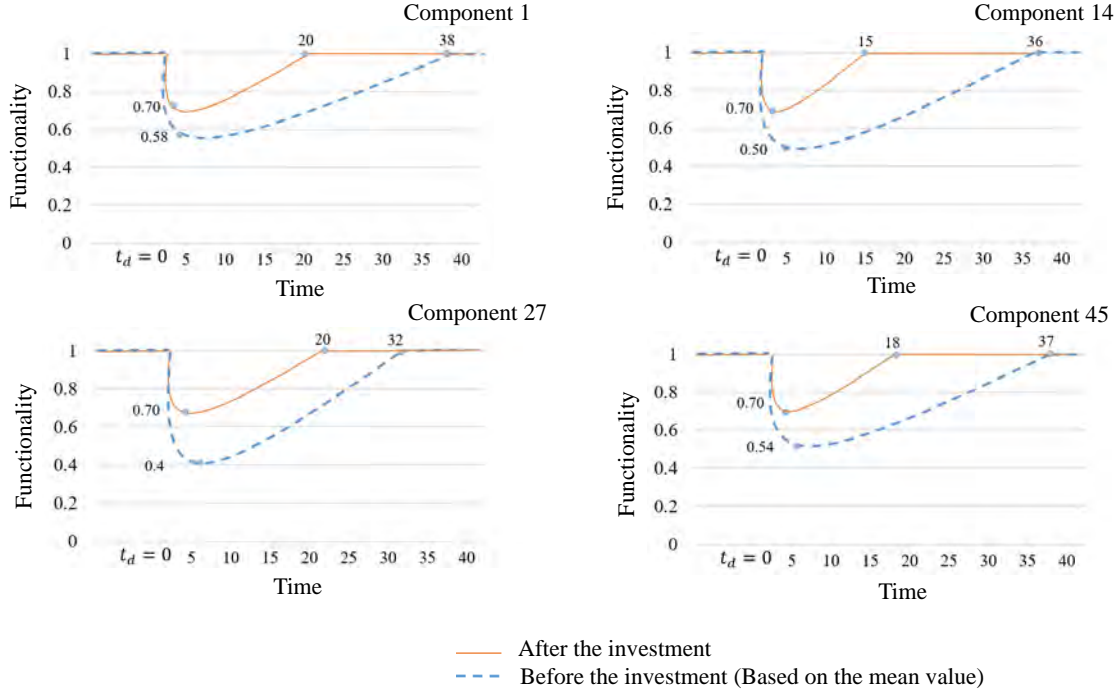 Component 1
20
38
1
0.8
0.70
0.6
0.58
0.4
0.2
0
Functionality
t_d = 0 5 10 15 20 25 30 35 40
Time
Component 14
15
36
1
0.8
0.70
0.6
0.50
0.4
0.2
0
Functionality
t_d = 0 5 10 15 20 25 30 35 40
Time
Component 27
20
32
1
0.8
0.70
0.6
0.4
0.4
0.2
0
Functionality
t_d = 0 5 10 15 20 25 30 35 40
Time
Component 45
18
37
1
0.8
0.70
0.6
0.54
0.4
0.2
0
Functionality
t_d = 0 5 10 15 20 25 30 35 40
Time
After the investment
Before the investment (Based on the mean value)